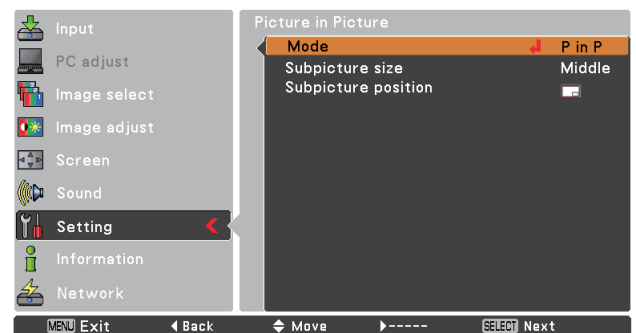 Input
PC adjust
Image select
Image adjust
Screen
Sound
Setting
Information
Network
Picture in Picture
Mode P in P
Subpicture size Middle
Subpicture position
MENU Exit Back Move ----- SELECT Next